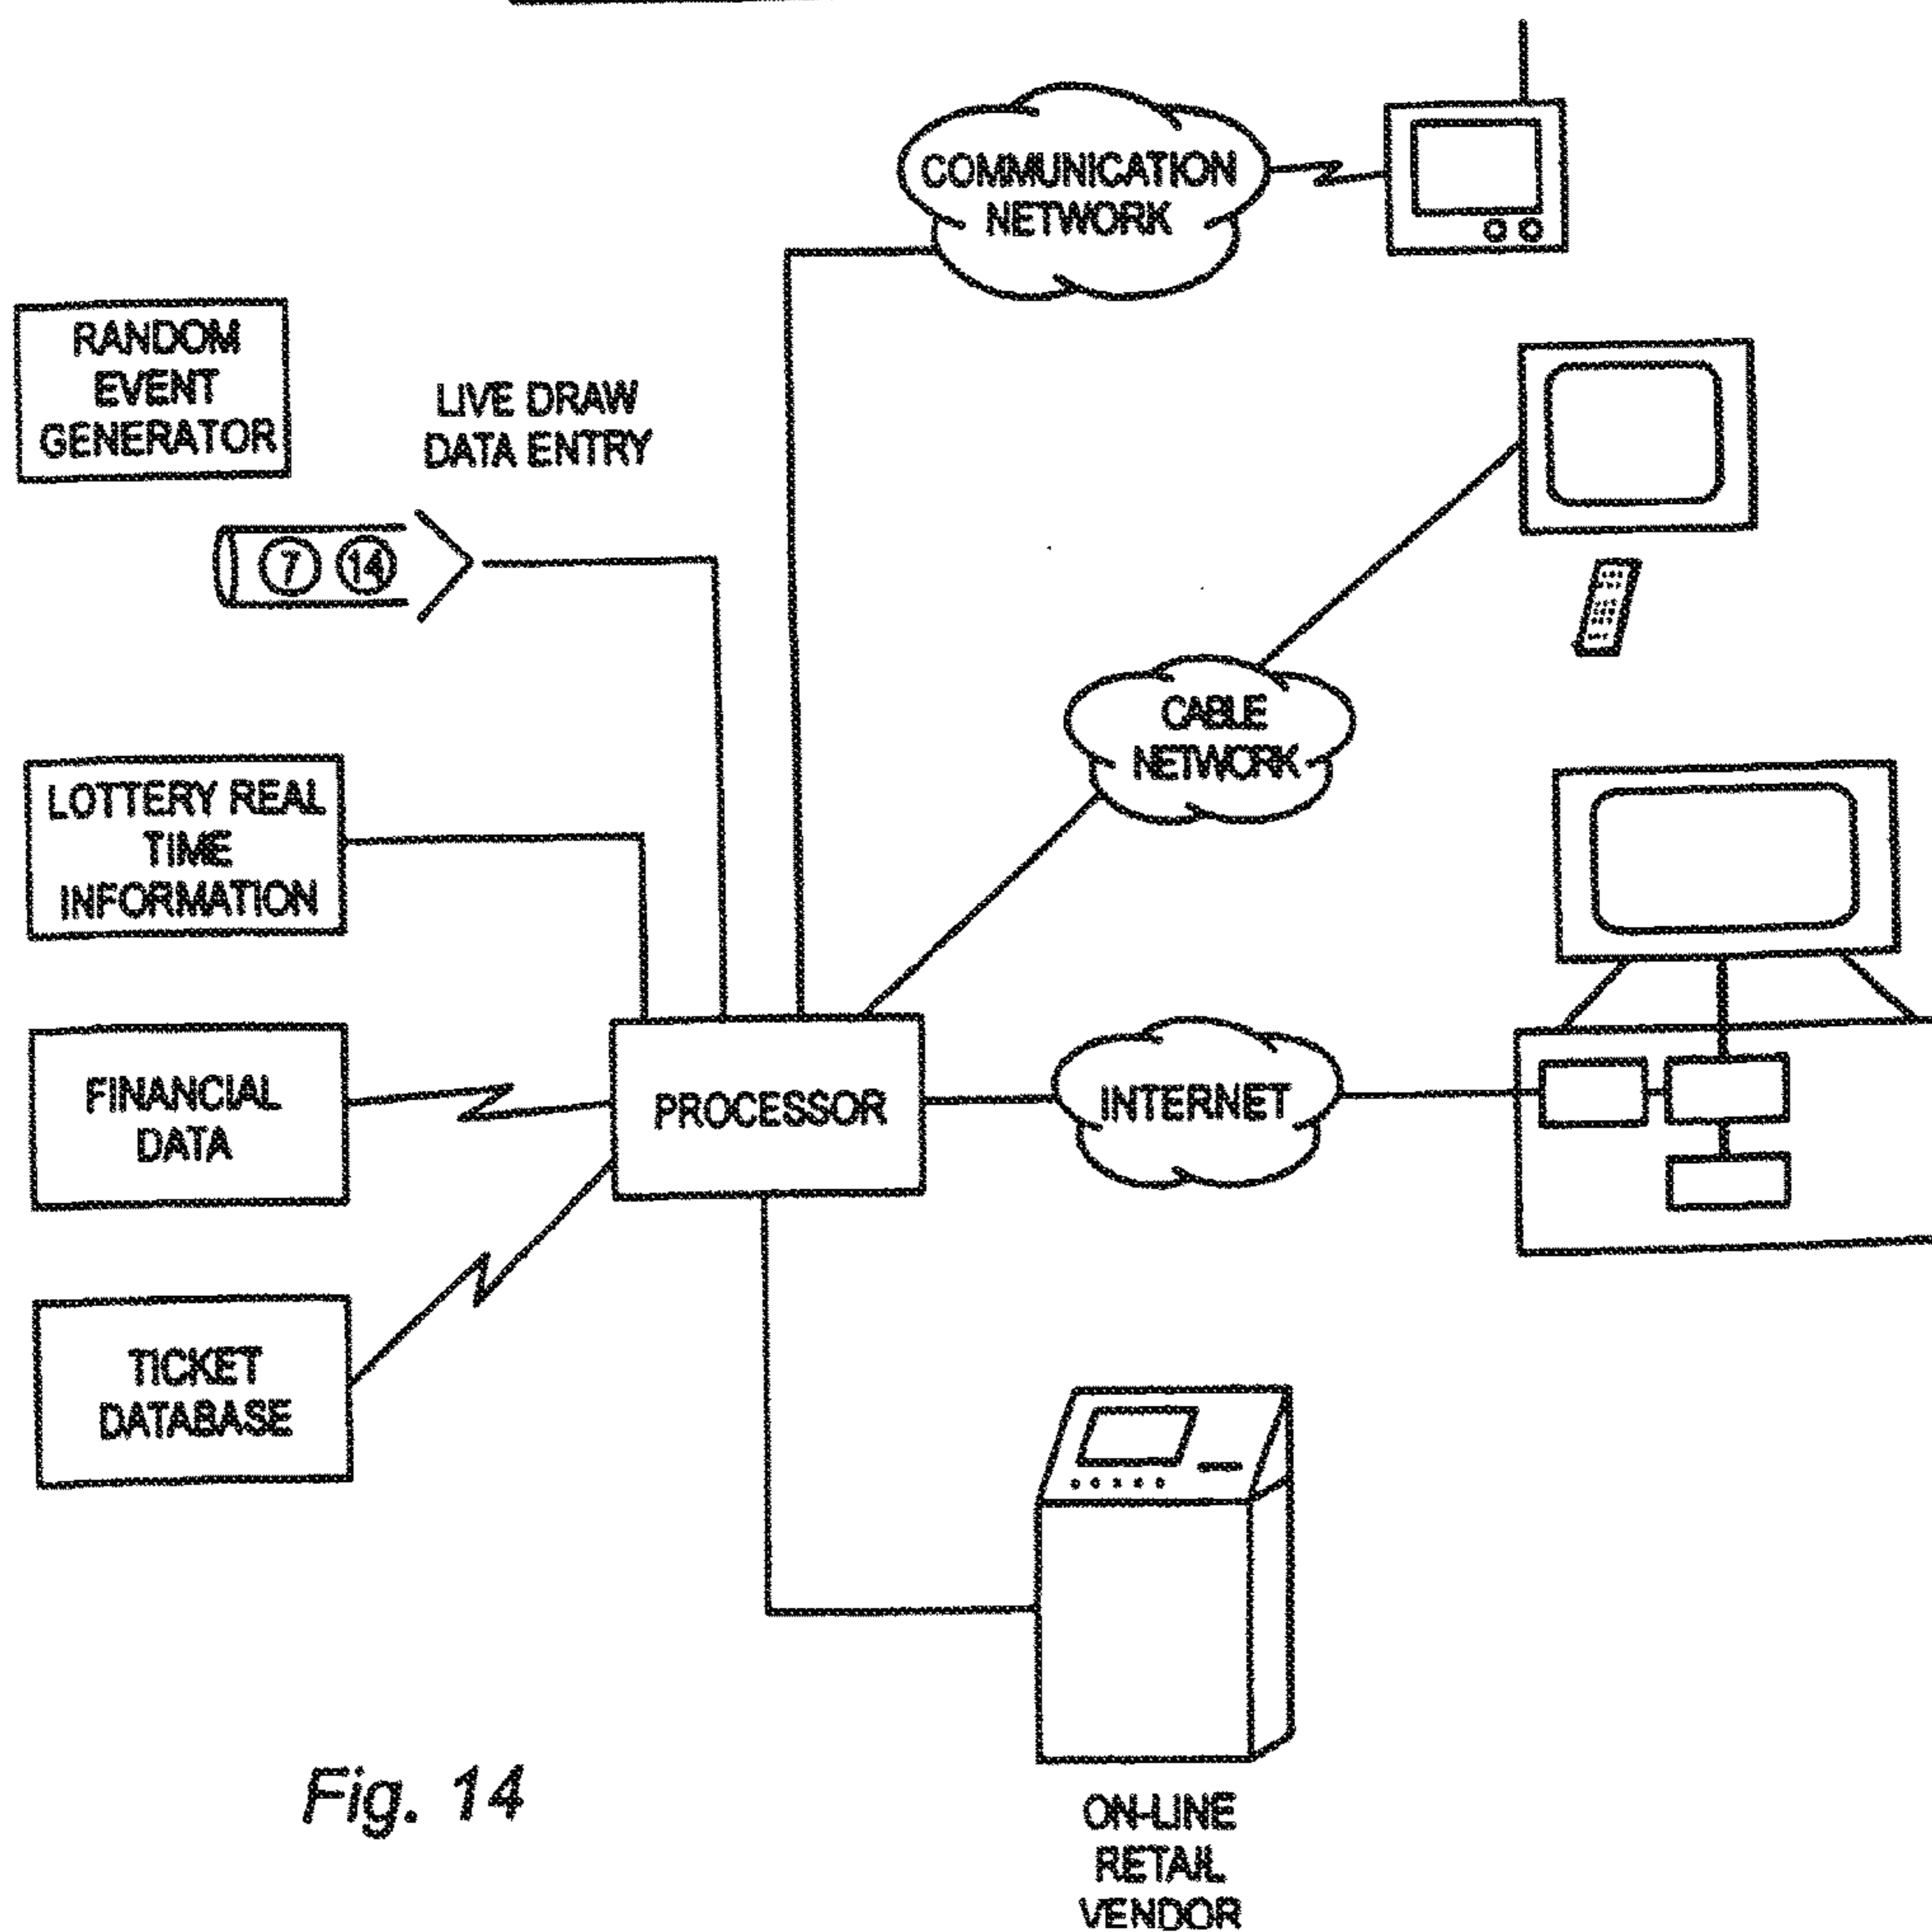 COMMUNICATION
NETWORK
RANDOM
EVENT
GENERATOR
LIVE DRAW
DATA ENTRY
7 14
CABLE
NETWORK
LOTTERY REAL
TIME
INFORMATION
FINANCIAL
DATA
PROCESSOR
INTERNET
TICKET
DATABASE
Fig. 14
ON-LINE
RETAIL
VENDOR